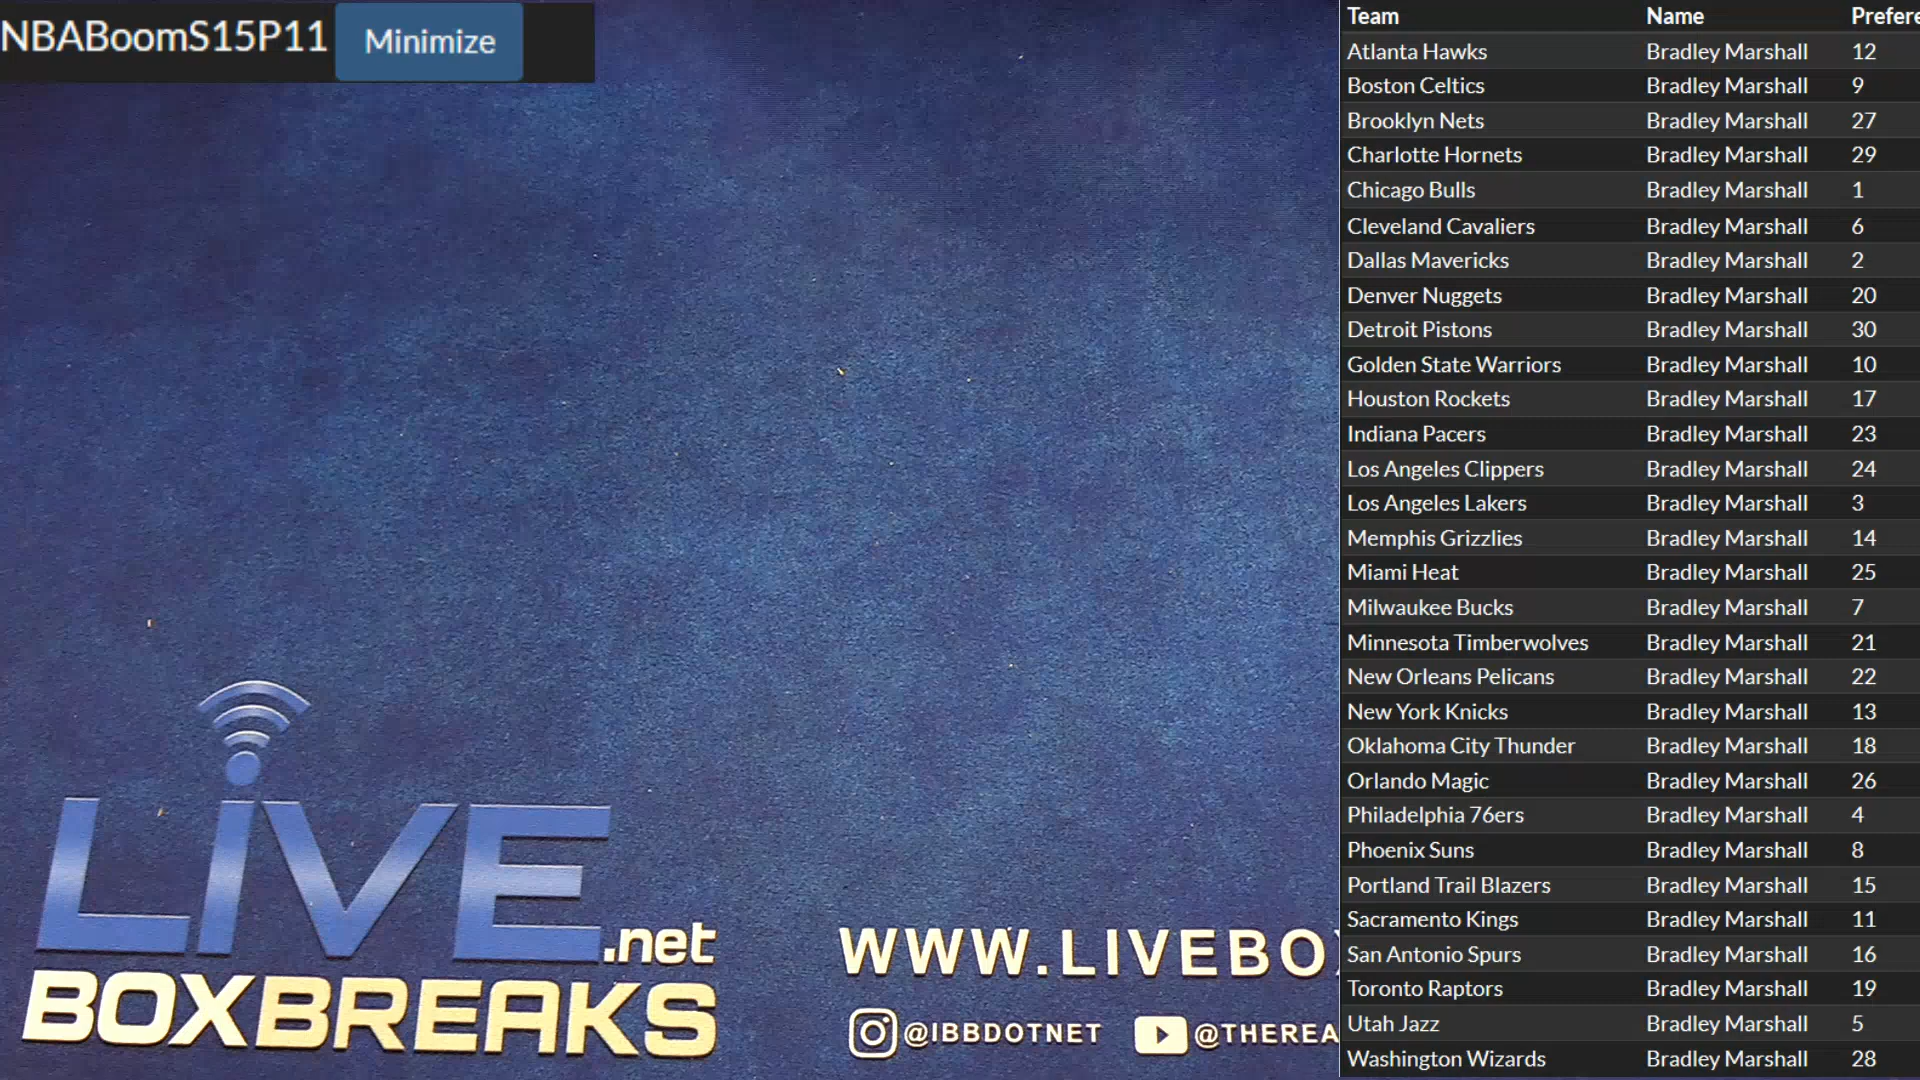 NBABoomS15P11 Minimize
Team Name Prefere
Atlanta Hawks Bradley Marshall 12
Boston Celtics Bradley Marshall 9
Brooklyn Nets Bradley Marshall 27
Charlotte Hornets Bradley Marshall 29
Chicago Bulls Bradley Marshall 1
Cleveland Cavaliers Bradley Marshall 6
Dallas Mavericks Bradley Marshall 2
Denver Nuggets Bradley Marshall 20
Detroit Pistons Bradley Marshall 30
Golden State Warriors Bradley Marshall 10
Houston Rockets Bradley Marshall 17
Indiana Pacers Bradley Marshall 23
Los Angeles Clippers Bradley Marshall 24
Los Angeles Lakers Bradley Marshall 3
Memphis Grizzlies Bradley Marshall 14
Miami Heat Bradley Marshall 25
Milwaukee Bucks Bradley Marshall 7
Minnesota Timberwolves Bradley Marshall 21
New Orleans Pelicans Bradley Marshall 22
New York Knicks Bradley Marshall 13
Oklahoma City Thunder Bradley Marshall 18
Orlando Magic Bradley Marshall 26
Philadelphia 76ers Bradley Marshall 4
Phoenix Suns Bradley Marshall 8
Portland Trail Blazers Bradley Marshall 15
Sacramento Kings Bradley Marshall 11
San Antonio Spurs Bradley Marshall 16
Toronto Raptors Bradley Marshall 19
Utah Jazz Bradley Marshall 5
Washington Wizards Bradley Marshall 28
LIVE.net
BOXBREAKS
WWW.LIVEBO
@IBBDOTNET @THEREA